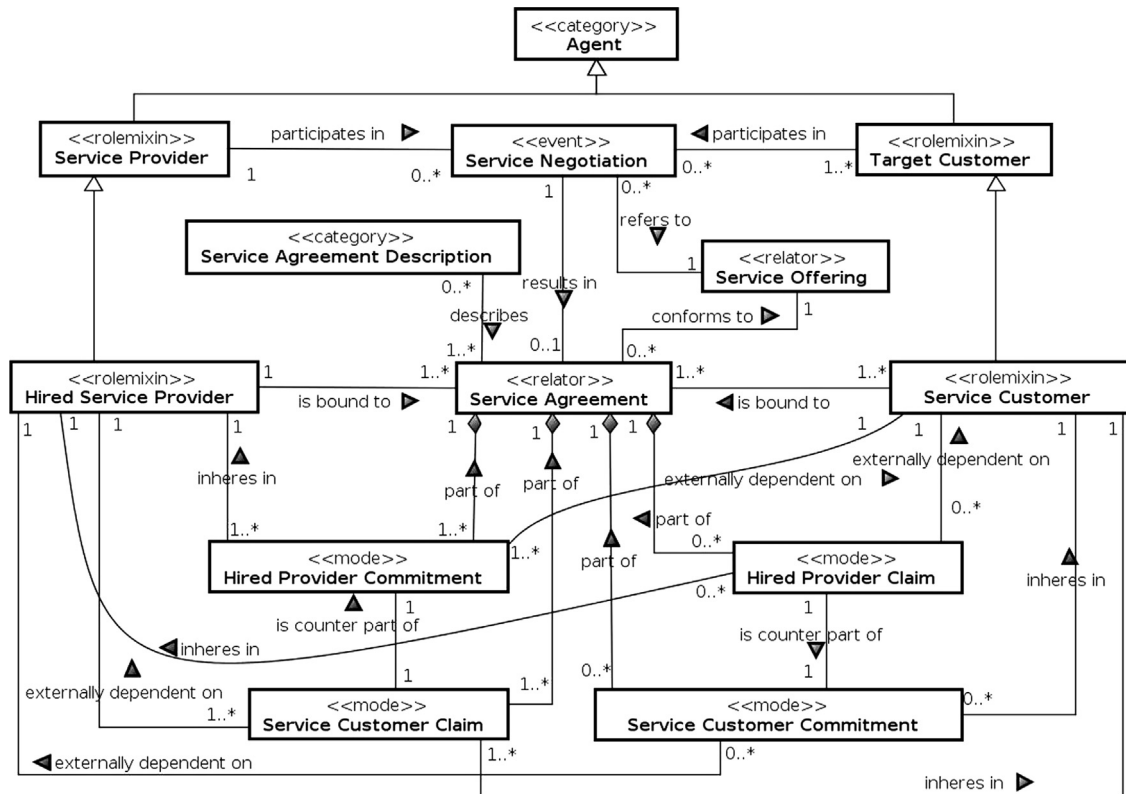 <<category>>
Agent
<<rolemixin>>
Service Provider
participates in
1
0..*
<<event>>
Service Negotiation
participates in
0..*
1..*
<<rolemixin>>
Target Customer
1
0..*
refers to
1
<<category>>
Service Agreement Description
0..*
describes
1..*
results in
0..1
<<relator>>
Service Offering
1
conforms to
0..*
<<rolemixin>>
Hired Service Provider
1
1..*
is bound to
<<relator>>
Service Agreement
1..*
1..*
is bound to
<<rolemixin>>
Service Customer
1
1
1
1
1
1
1
1
1
1
1
1
inheres in
part of
part of
externally dependent on
externally dependent on
1..*
1..*
1..*
part of
part of
0..*
0..*
<<mode>>
Hired Provider Commitment
<<mode>>
Hired Provider Claim
inheres in
0..*
1
is counter part of
1
is counter part of
inheres in
externally dependent on
1
1
1..*
1..*
0..*
0..*
<<mode>>
Service Customer Claim
<<mode>>
Service Customer Commitment
1..*
0..*
externally dependent on
inheres in